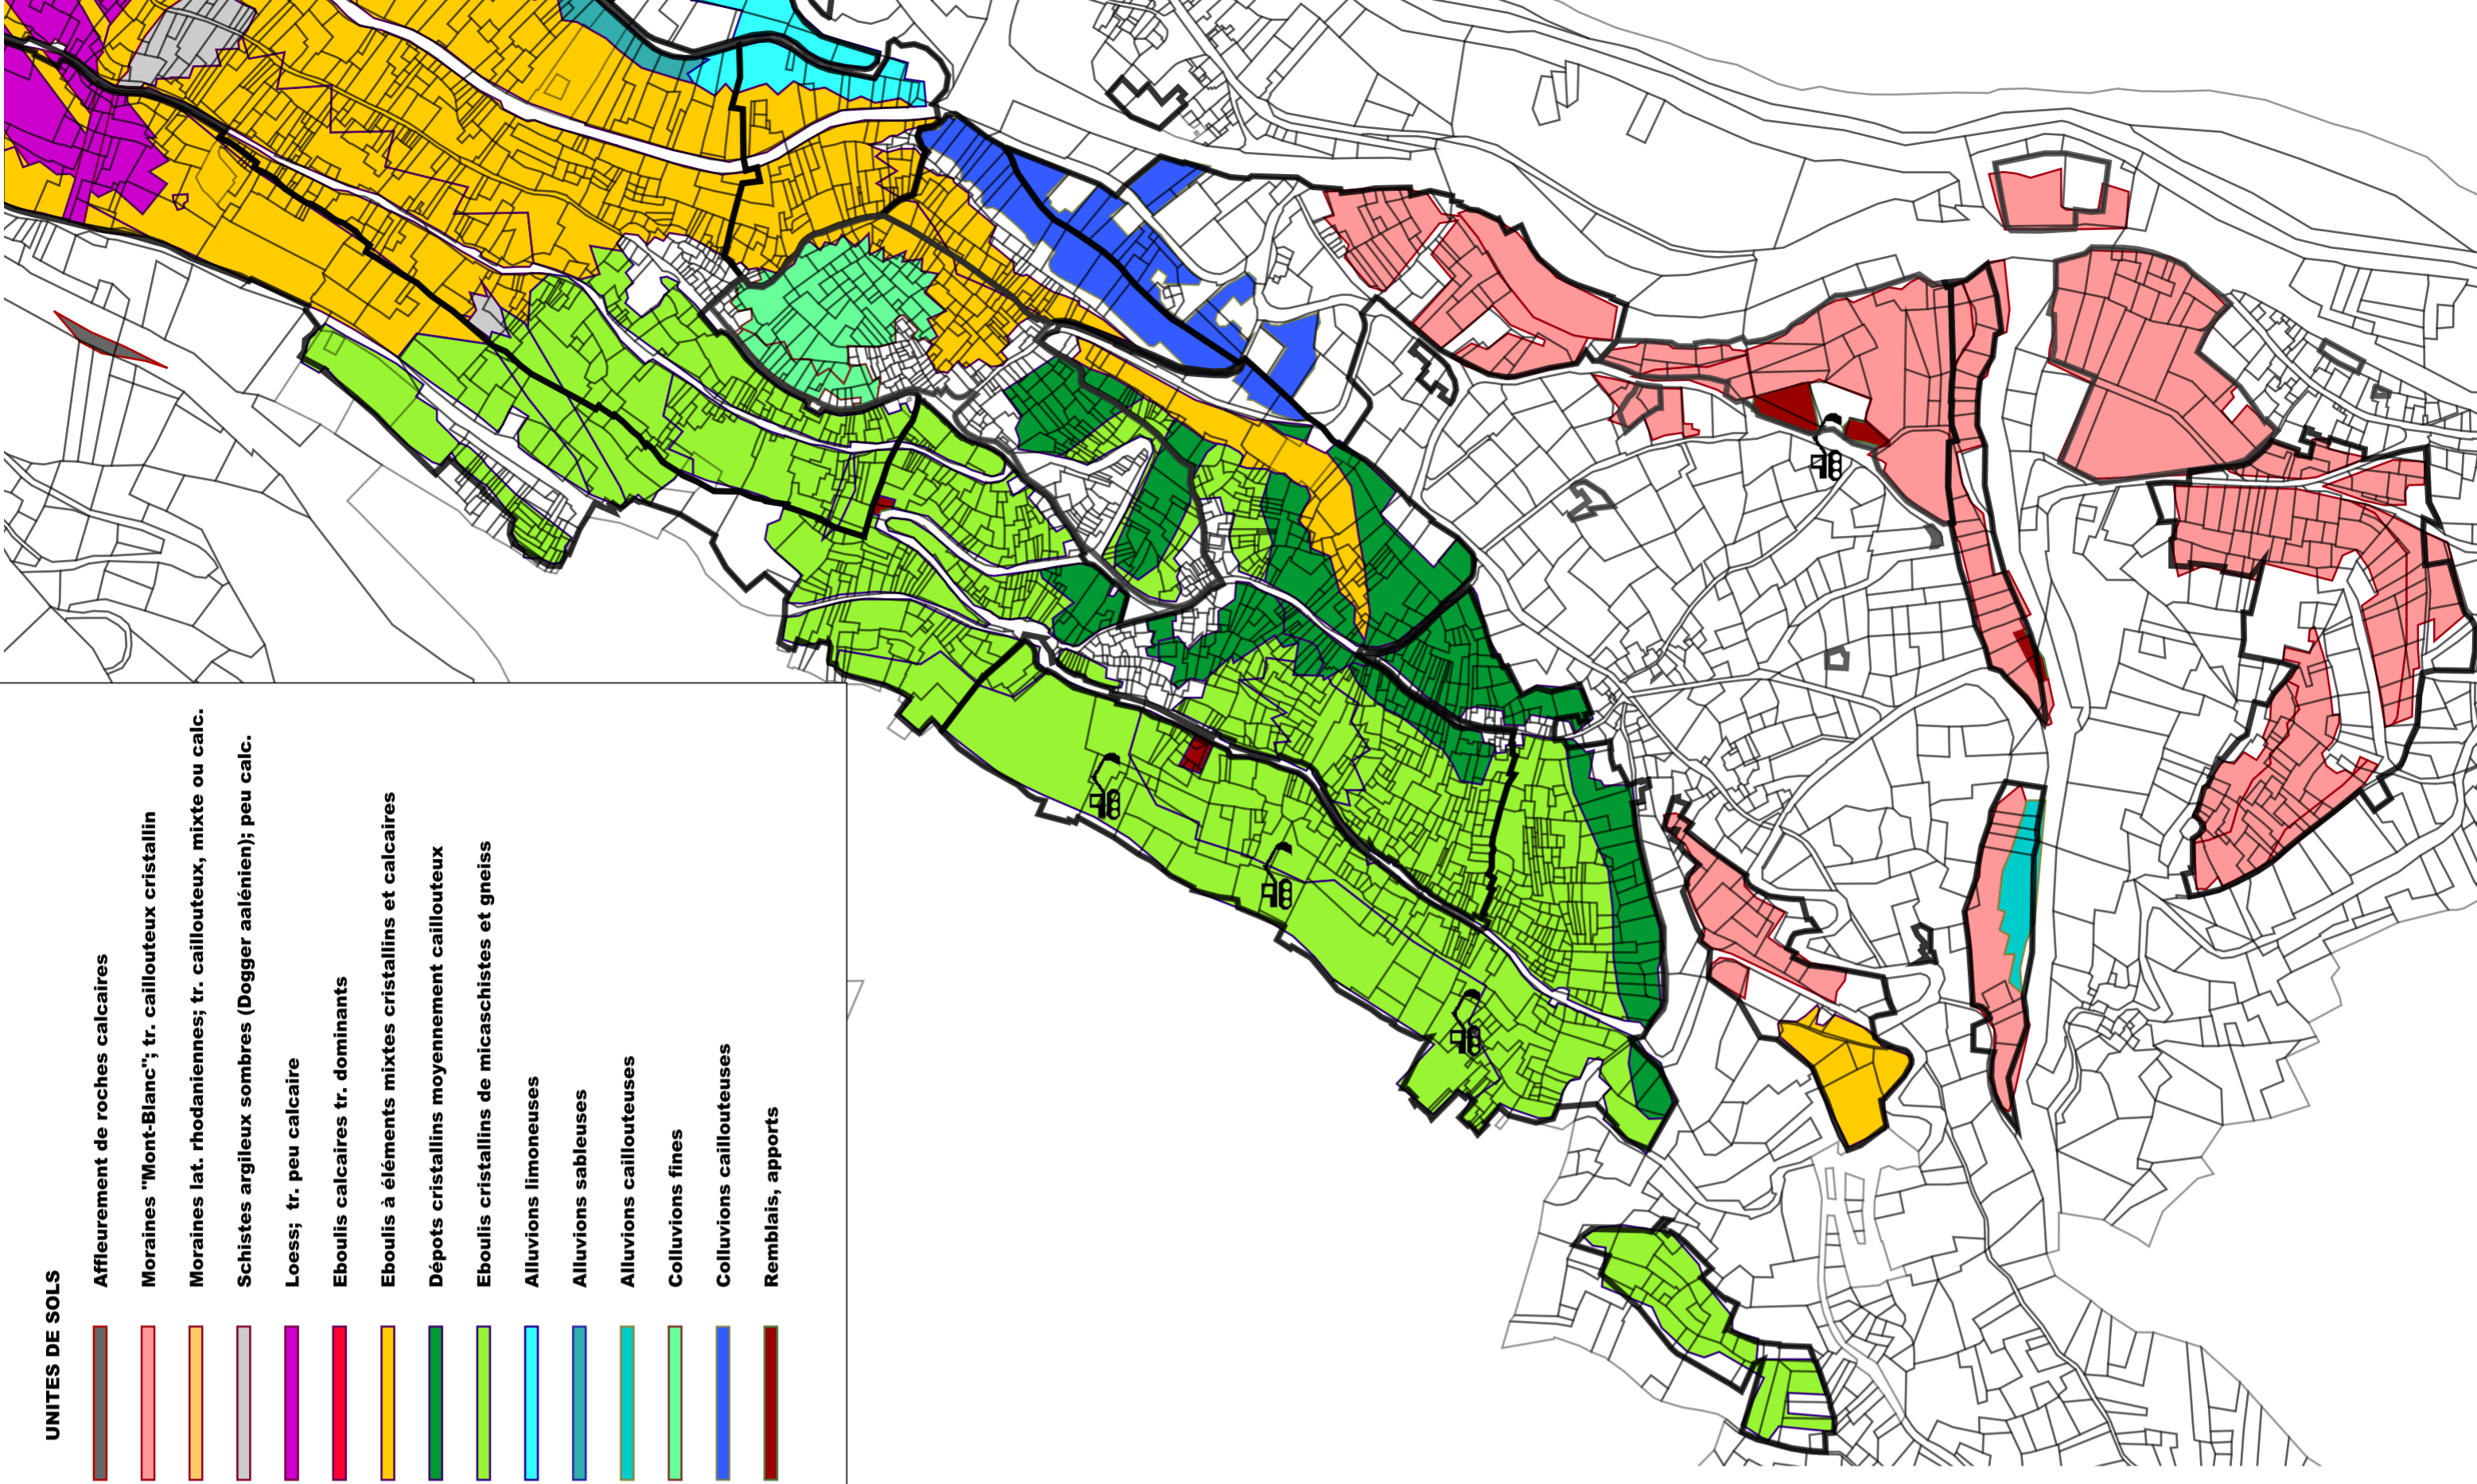 UNITES DE SOLS
Affleurement de roches calcaires
Moraines "Mont-Blanc"; tr. caillouteux cristallin
Moraines lat. rhodaniennes; tr. caillouteux, mixte ou calc.
Schistes argileux sombres (Dogger aalénien); peu calc.
Loess; tr. peu calcaire
Eboulis calcaires tr. dominants
Eboulis à éléments mixtes cristallins et calcaires
Dépots cristallins moyennement caillouteux
Eboulis cristallins de micaschistes et gneiss
Alluvions limoneuses
Alluvions sableuses
Alluvions caillouteuses
Colluvions fines
Colluvions caillouteuses
Remblais, apports